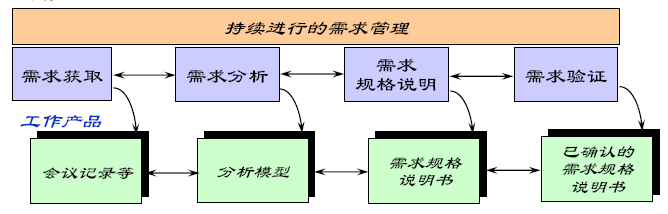 持续进行的需求管理
需求获取
需求分析
需求
规格说明
需求验证
工作产品
会议记录等
分析模型
需求规格
说明书
已确认的
需求规格
说明书